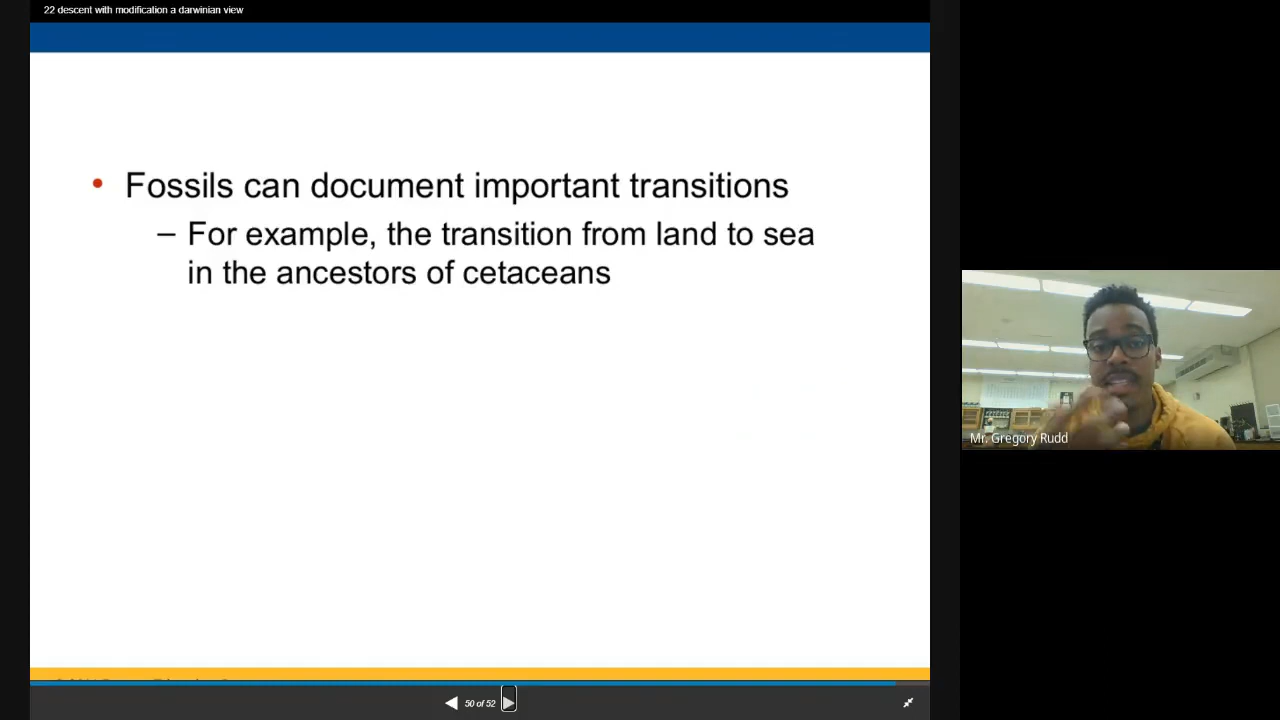 22 descent with modification a darwinian view
• Fossils can document important transitions
– For example, the transition from land to sea
in the ancestors of cetaceans
Mr. Gregory Rudd
50 of 52